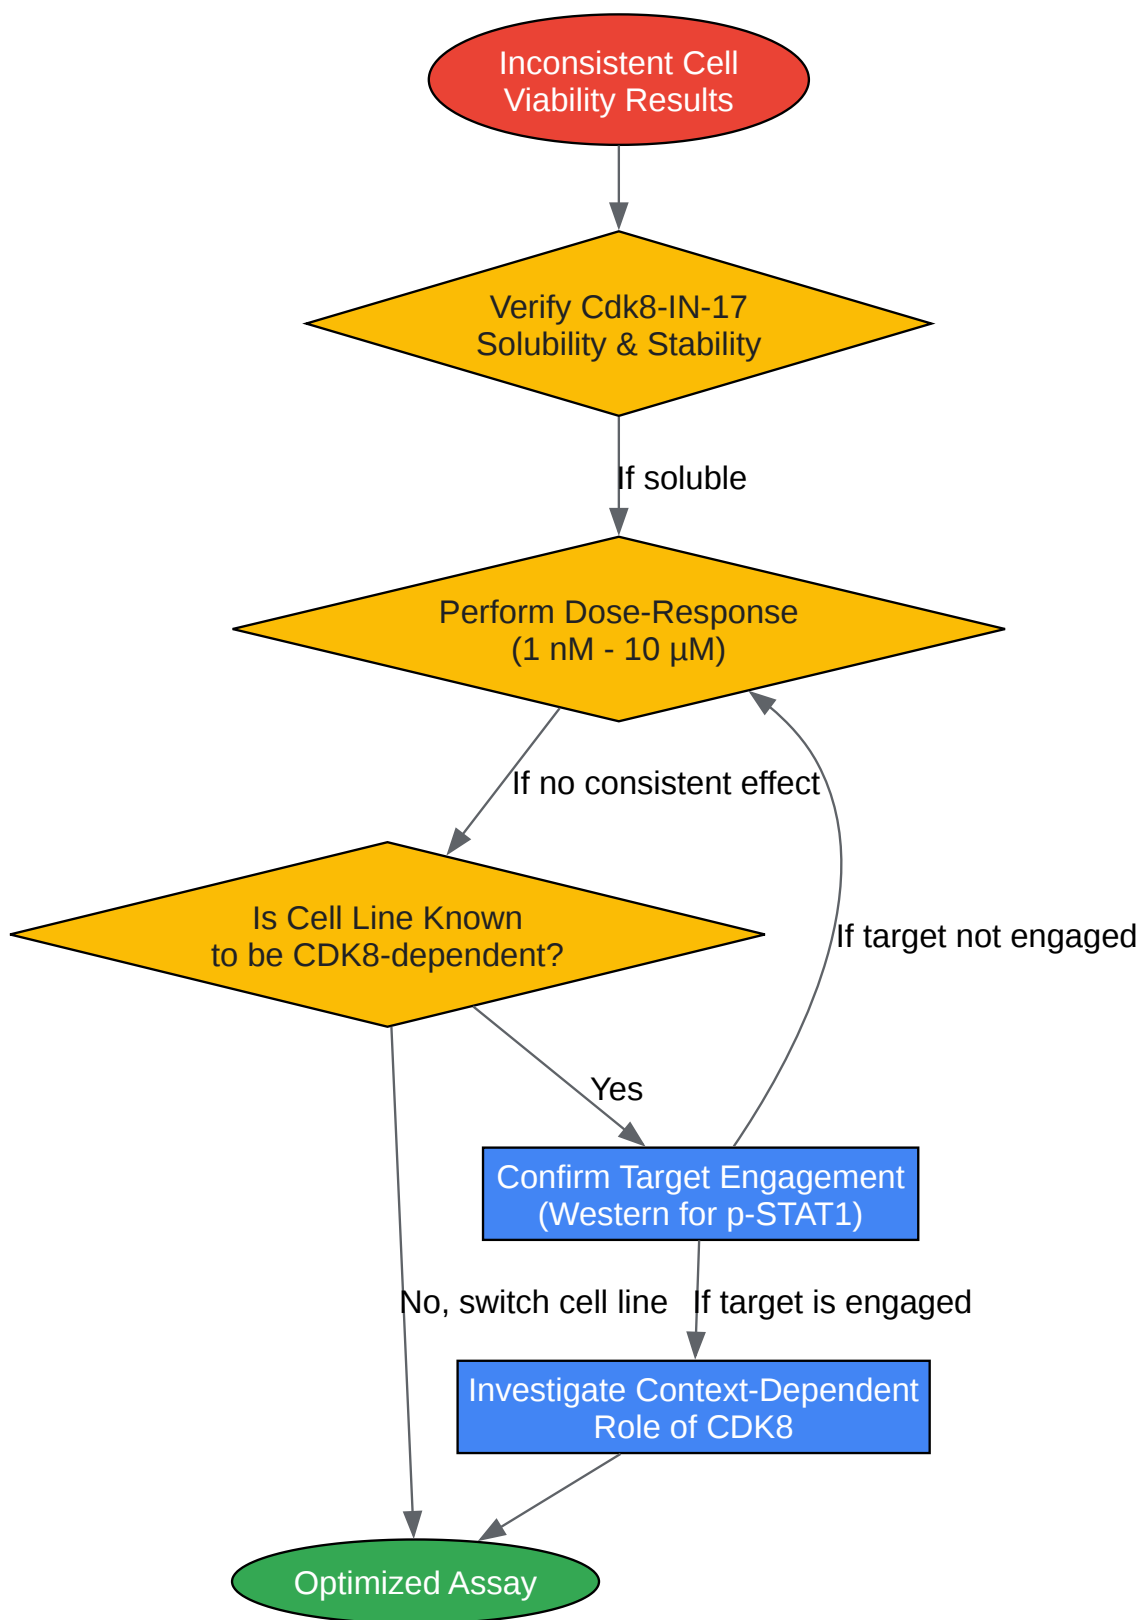 Inconsistent Cell
Viability Results
Verify Cdk8-IN-17
Solubility & Stability
If soluble
Perform Dose-Response
(1 nM - 10 µM)
If no consistent effect
Is Cell Line Known
to be CDK8-dependent?
If target not engaged
Yes
Confirm Target Engagement
(Western for p-STAT1)
No, switch cell line
If target is engaged
Investigate Context-Dependent
Role of CDK8
Optimized Assay